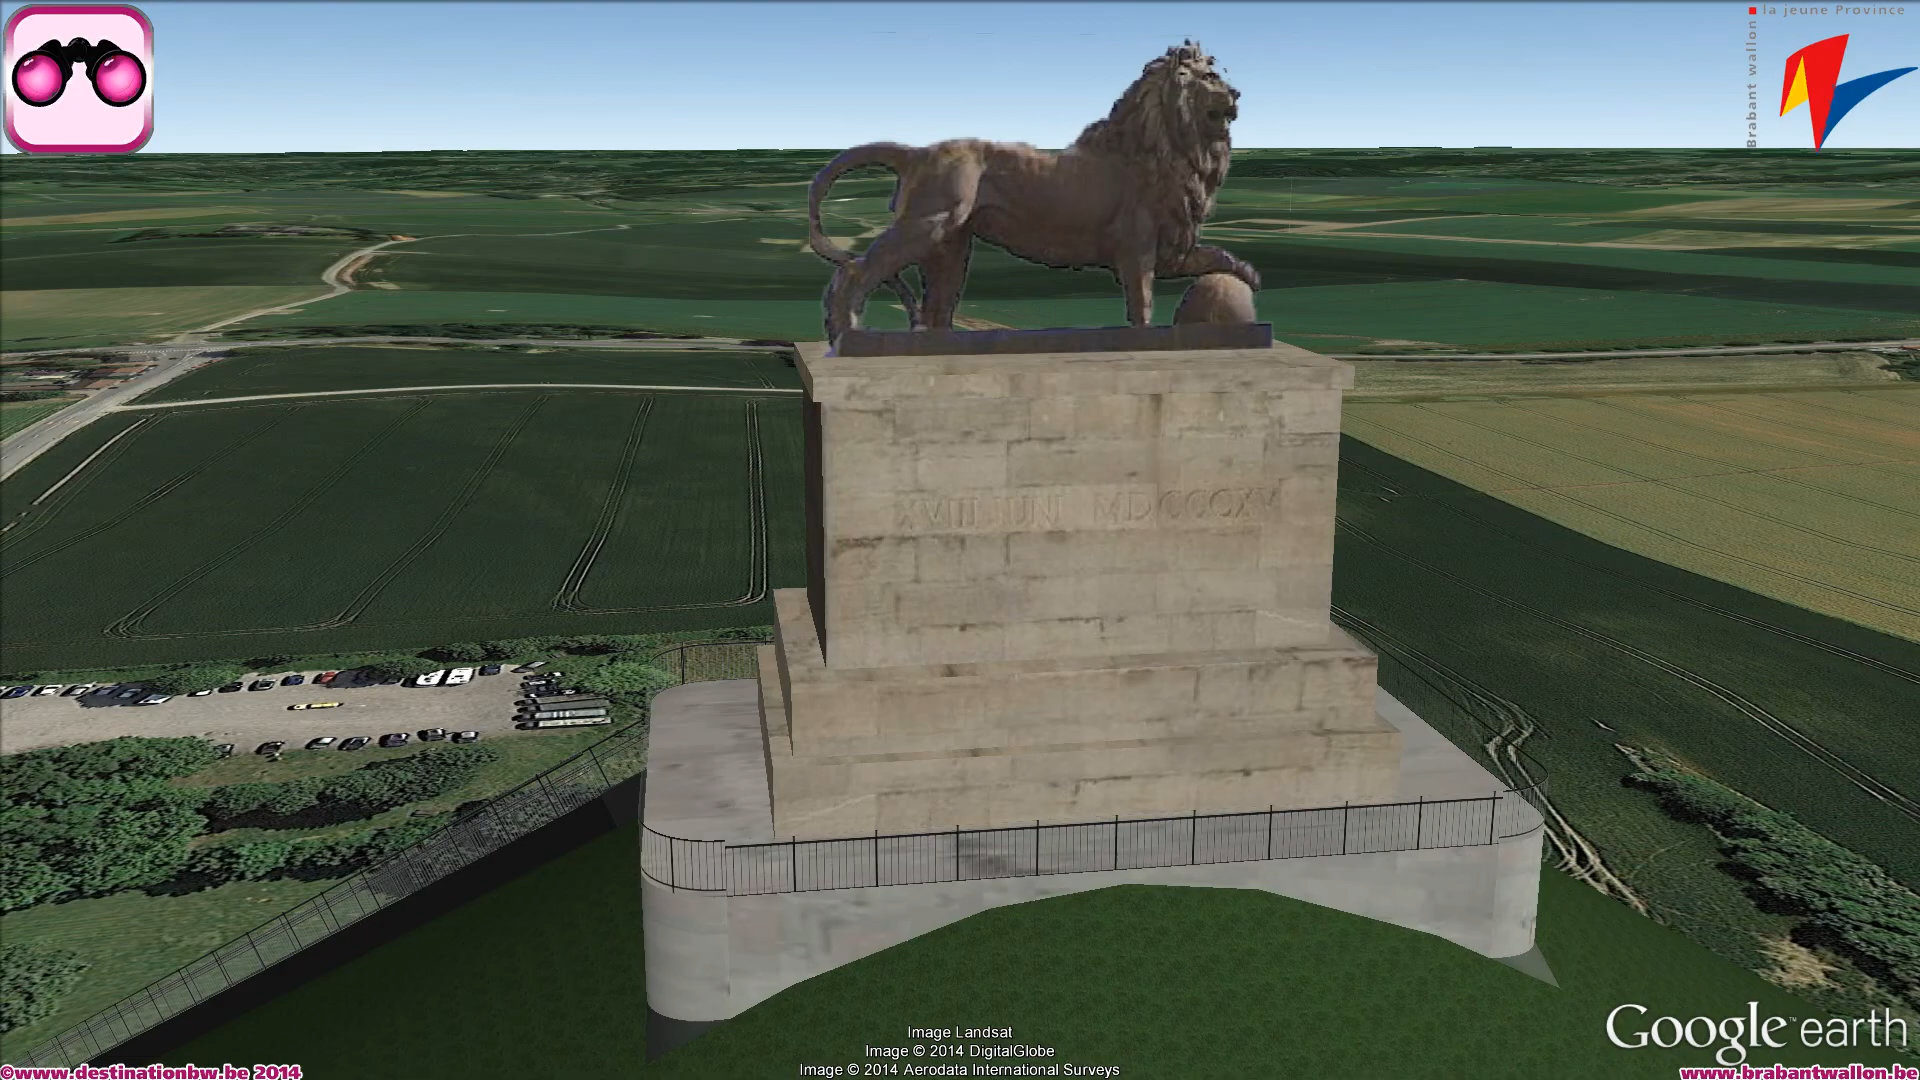 la jeune Province
Brabant wallon
XVIII JUNI MDCCCXV
Image Landsat
Image © 2014 DigitalGlobe
Image © 2014 Aerodata International Surveys
Google™ earth
©www.destinationbw.be 2014
www.brabantwallon.be